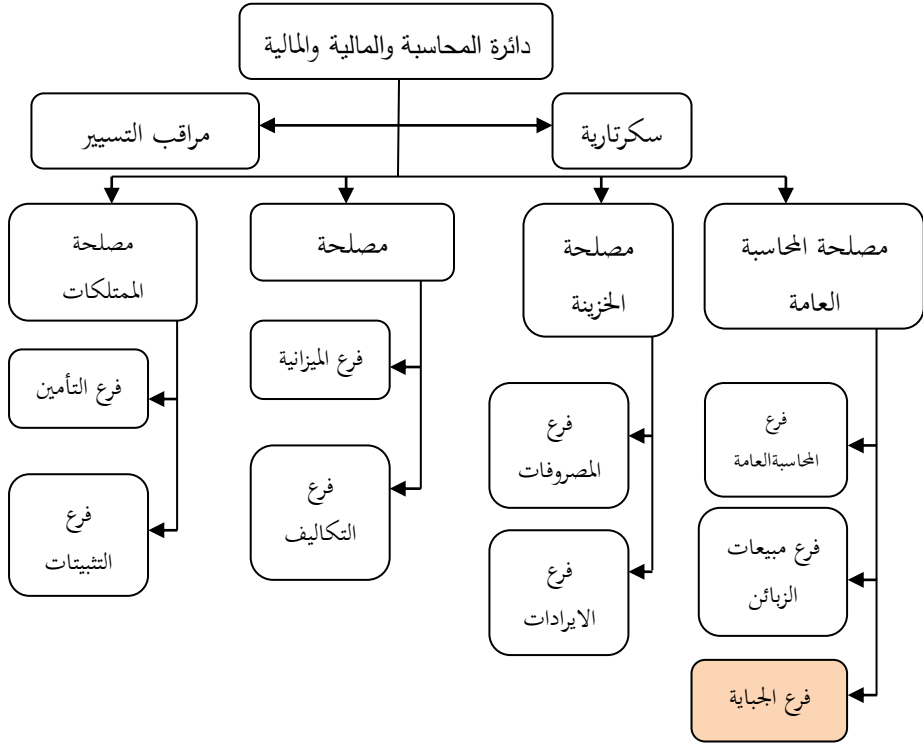 دائرة المحاسبة والمالية والمالية
سكرتارية
مراقب التسيير
مصلحة المحاسبة
العامة
مصلحة
الخزينة
مصلحة
مصلحة
الممتلكات
فرع
المحاسبةالعامة
فرع مبيعات
الزبائن
فرع الجباية
فرع
المصروفات
فرع
الايرادات
فرع الميزانية
فرع
التكاليف
فرع التأمين
فرع
التثبيتات